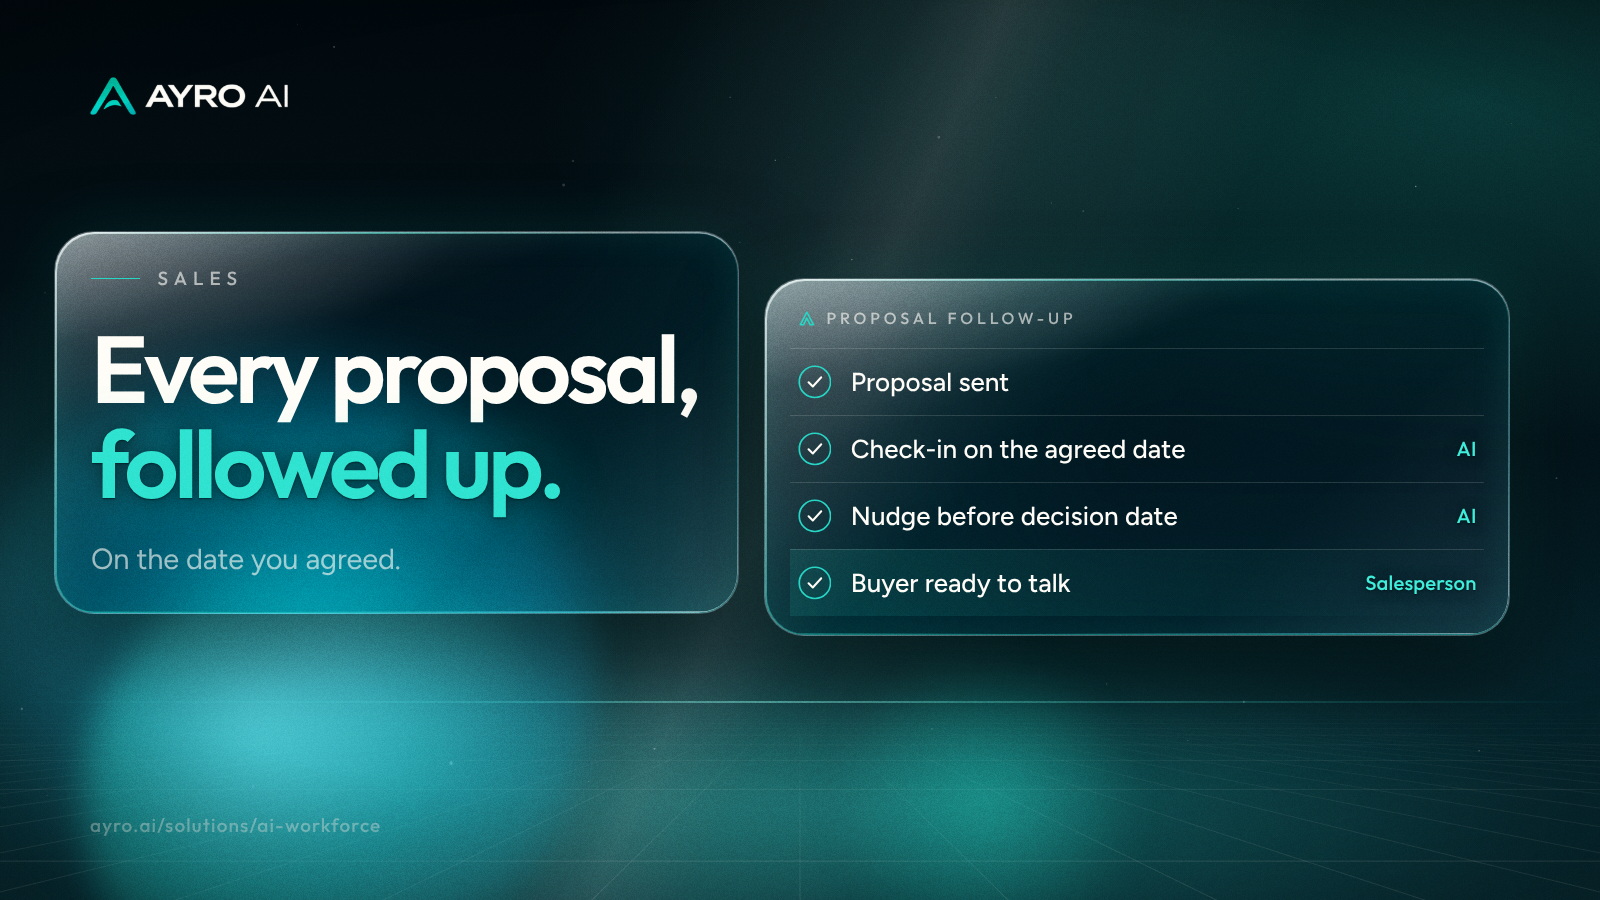 AYRO AI
SALES
Every proposal,
followed up.
On the date you agreed.
PROPOSAL FOLLOW-UP
Proposal sent
Check-in on the agreed date AI
Nudge before decision date AI
Buyer ready to talk Salesperson
ayro.ai/solutions/ai-workforce